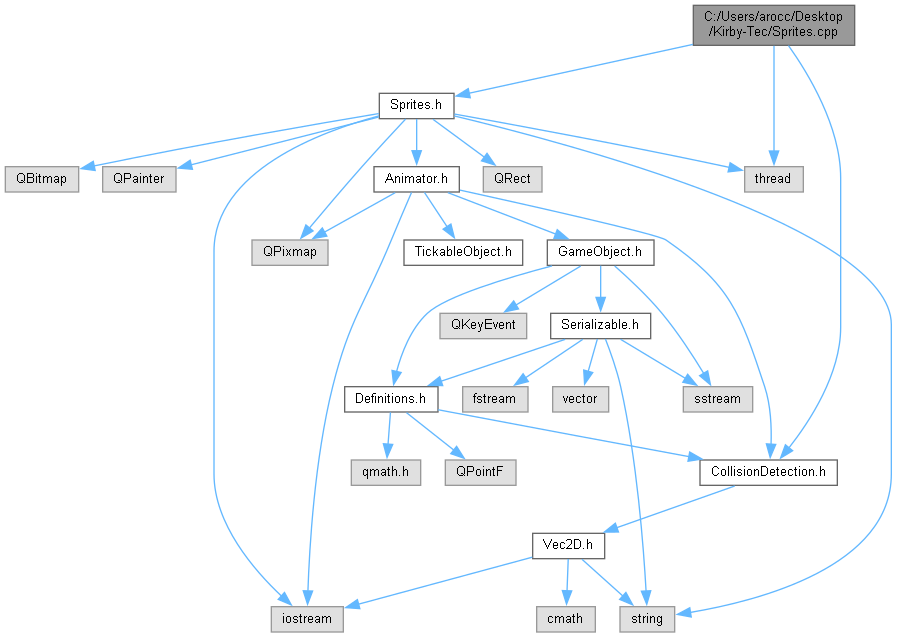 C:/Users/arocc/Desktop
/Kirby-Tec/Sprites.cpp
Sprites.h
QBitmap
QPainter
Animator.h
QRect
thread
QPixmap
TickableObject.h
GameObject.h
QKeyEvent
Serializable.h
Definitions.h
fstream
vector
sstream
qmath.h
QPointF
CollisionDetection.h
Vec2D.h
iostream
cmath
string